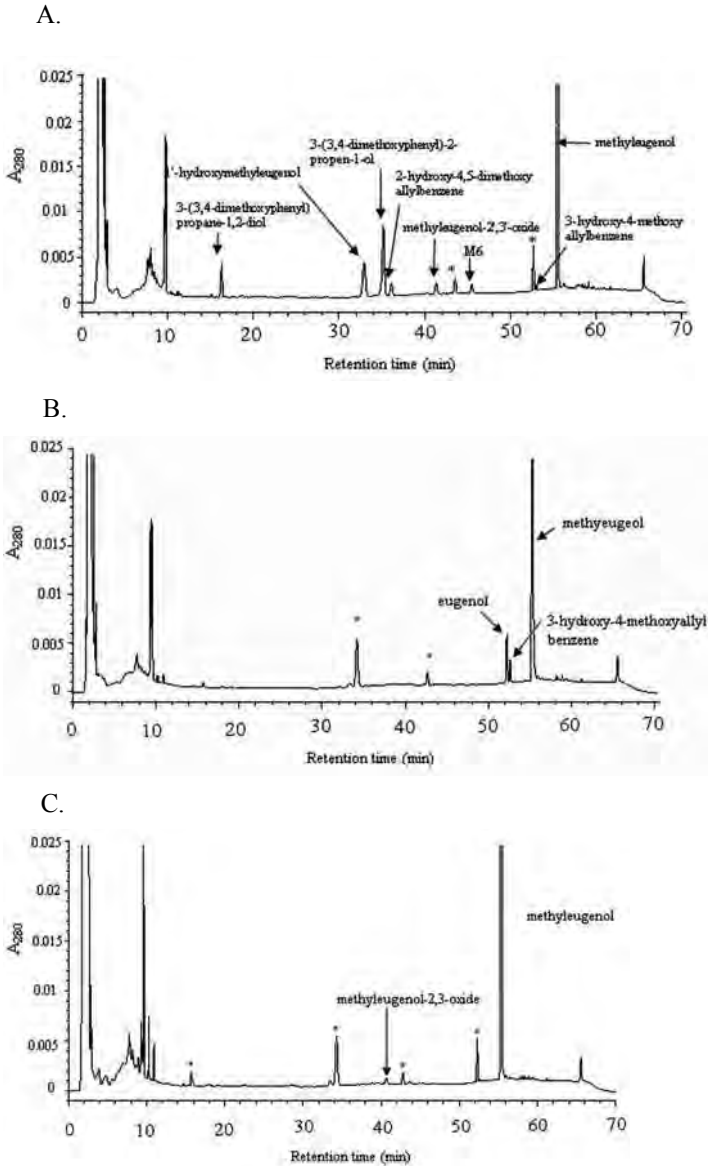 A.
0.025
0.02
0.015
0.01
0.005
0
A280
3-(3,4-dimethoxyphenyl)-2-
propen-1-ol
1'-hydroxymethyleugenol
2-hydroxy-4,5-dimethoxy
allylbenzene
3-(3,4-dimethoxyphenyl)
propane-1,2-diol
methyleugenol-2',3'-oxide
M6
*
*
methyleugenol
3-hydroxy-4-methoxy
allylbenzene
0 10 20 30 40 50 60 70
Retention time (min)
B.
0.025
0.02
0.015
0.01
0.005
0
A280
methyeugeol
eugenol
3-hydroxy-4-methoxyallyl
benzene
*
*
0 10 20 30 40 50 60 70
Retention time (min)
C.
0.025
0.02
0.015
0.01
0.005
0
A280
methyleugenol
methyleugenol-2,3-oxide
*
*
*
*
0 10 20 30 40 50 60 70
Retention time (min)